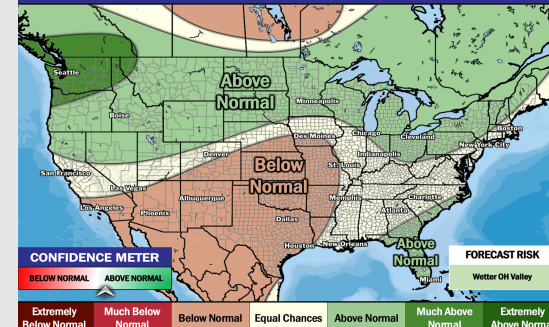 Seattle
Above
Normal
Minneapolis
Boise
Boston
Des Moines
Chicago
Cleveland
New York City
Denver
Indianapolis
Below
Normal
St. Louis
San Francisco
Las Vegas
Los Angeles
Albuquerque
Memphis
Charlotte
Phoenix
Atlanta
Dallas
Houston
New Orleans
Above
Normal
Miami
CONFIDENCE METER
BELOW NORMAL
ABOVE NORMAL
FORECAST RISK
Wetter OH Valley
Extremely
Below Normal
Much Below
Normal
Below Normal
Equal Chances
Above Normal
Much Above
Normal
Extremely
Above Normal